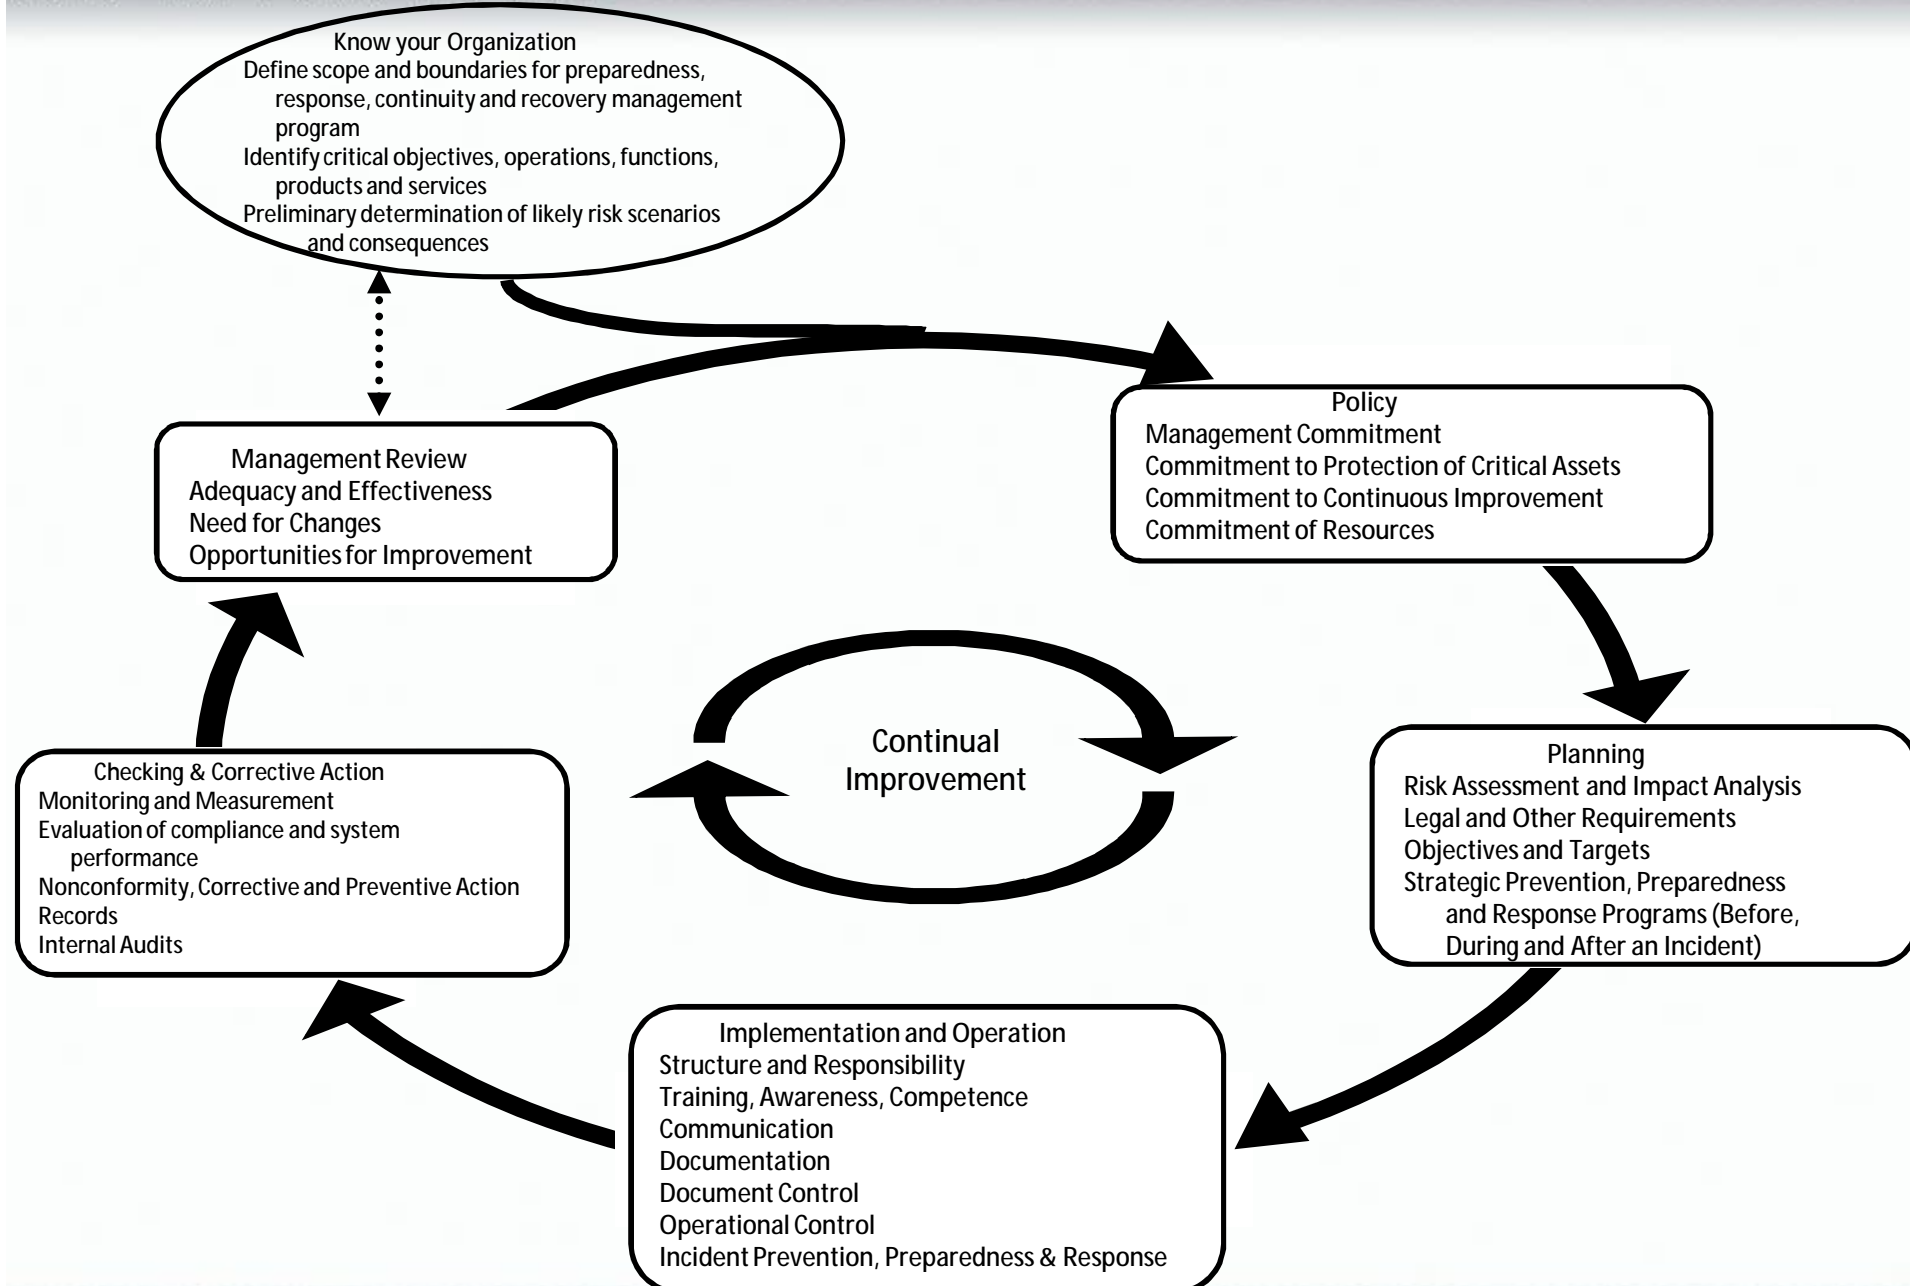 Know your Organization
Define scope and boundaries for preparedness,
response, continuity and recovery management
program
Identify critical objectives, operations, functions,
products and services
Preliminary determination of likely risk scenarios
and consequences
Policy
Management Commitment
Commitment to Protection of Critical Assets
Commitment to Continuous Improvement
Commitment of Resources
Planning
Risk Assessment and Impact Analysis
Legal and Other Requirements
Objectives and Targets
Strategic Prevention, Preparedness
and Response Programs (Before,
During and After an Incident)
Implementation and Operation
Structure and Responsibility
Training, Awareness, Competence
Communication
Documentation
Document Control
Operational Control
Incident Prevention, Preparedness & Response
Checking & Corrective Action
Monitoring and Measurement
Evaluation of compliance and system
performance
Nonconformity, Corrective and Preventive Action
Records
Internal Audits
Management Review
Adequacy and Effectiveness
Need for Changes
Opportunities for Improvement
Continual
Improvement